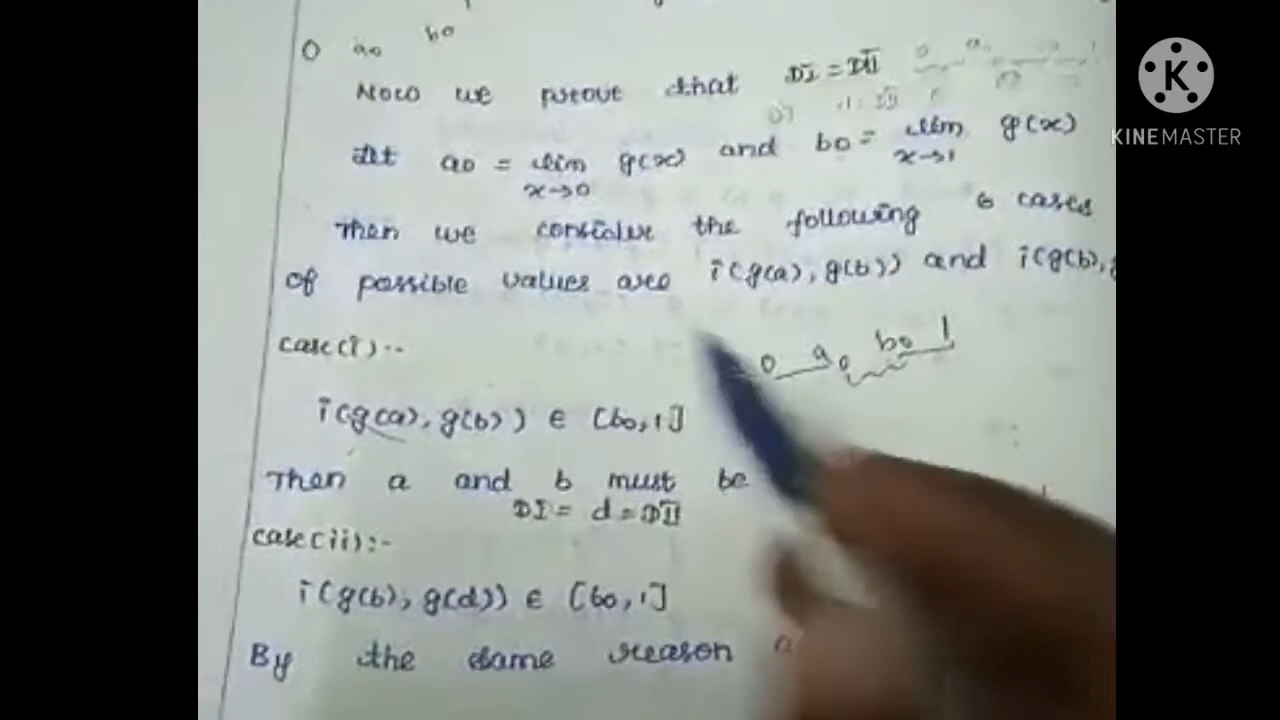 0 a0 b0
Now we prove that DI = DII
Let a0 = lim g(x) and b0 = lim g(x)
x→0 x→1
Then we consider the following 6 cases
of possible values are i(g(a), g(b)) and i(g(b),
0 a0 b0 1
case(i):-
i(g(a), g(b)) ∈ [b0, 1]
Then a and b must be
DI = d = DII
case(ii):-
i(g(b), g(d)) ∈ [b0, 1]
By the same reason
K
KINEMASTER